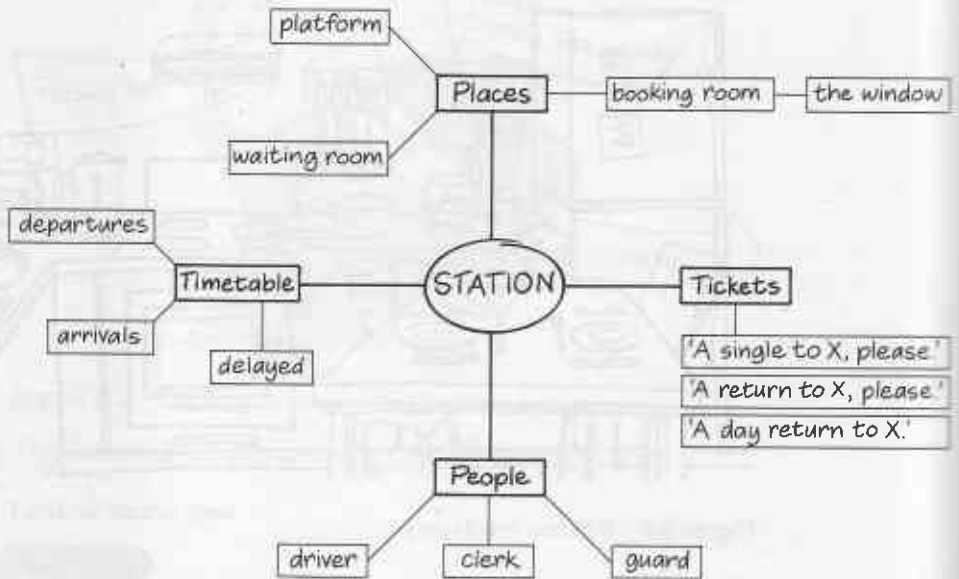 platform
Places
booking room
the window
waiting room
departures
Timetable
STATION
Tickets
arrivals
delayed
'A single to X, please.'
'A return to X, please.'
'A day return to X.'
People
driver
clerk
guard